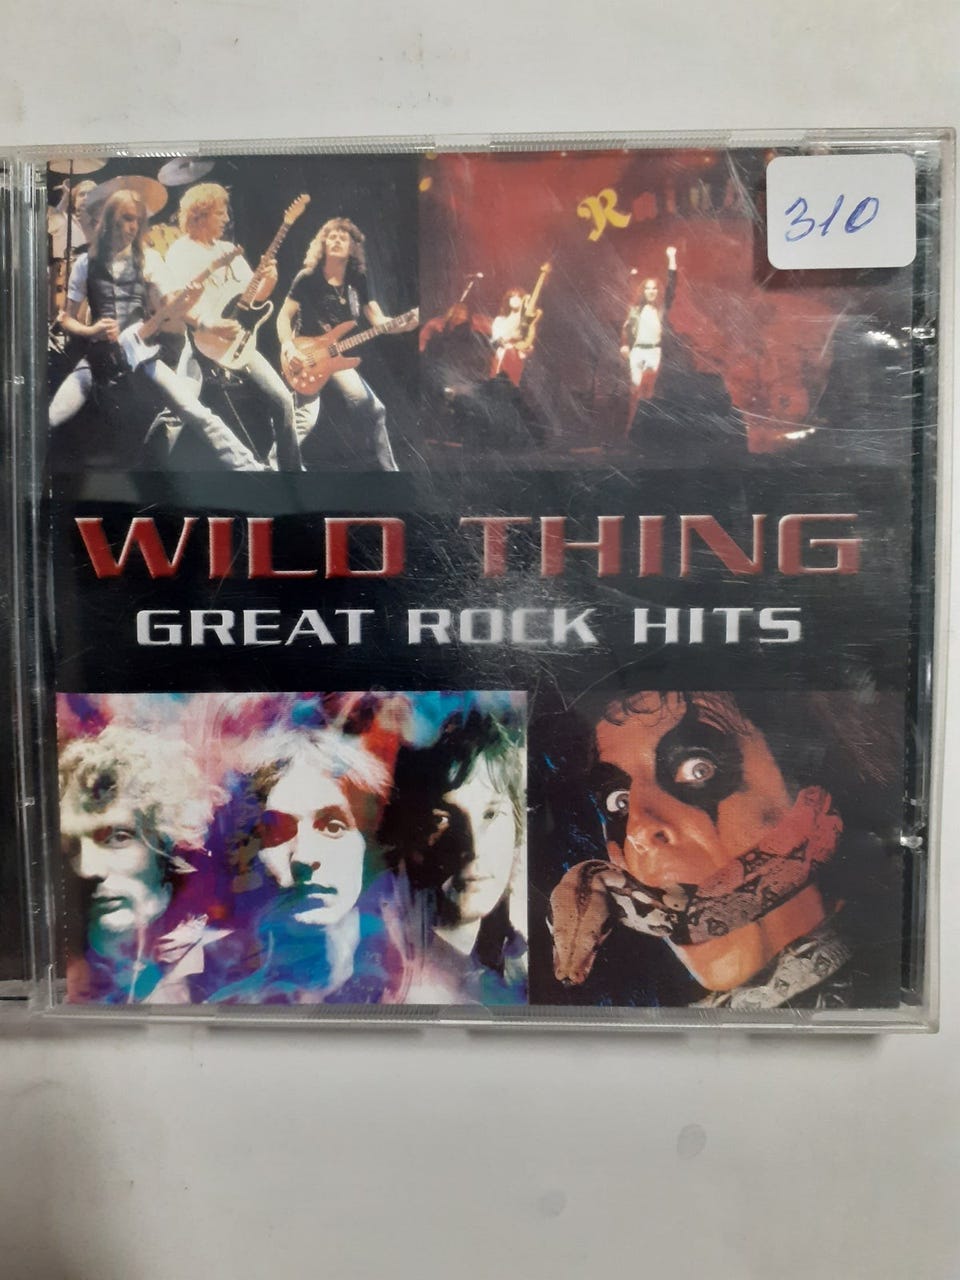 310
R
WILD THING
GREAT ROCK HITS